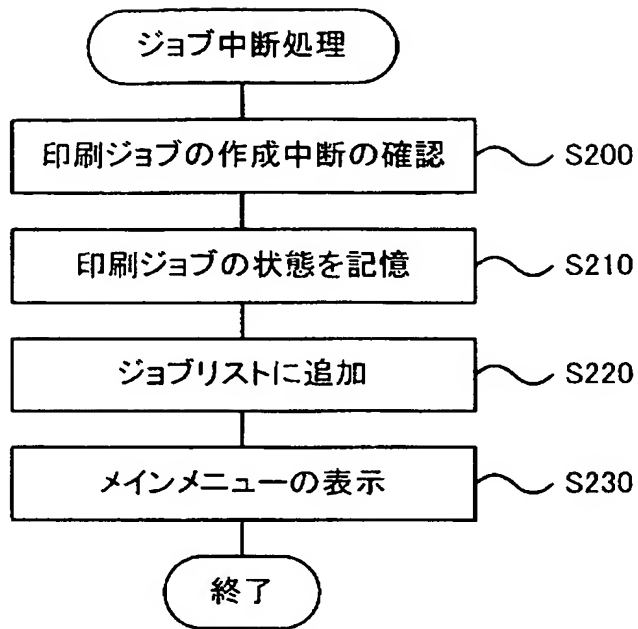 ジョブ中断処理
印刷ジョブの作成中断の確認 S200
印刷ジョブの状態を記憶 S210
ジョブリストに追加 S220
メインメニューの表示 S230
終了